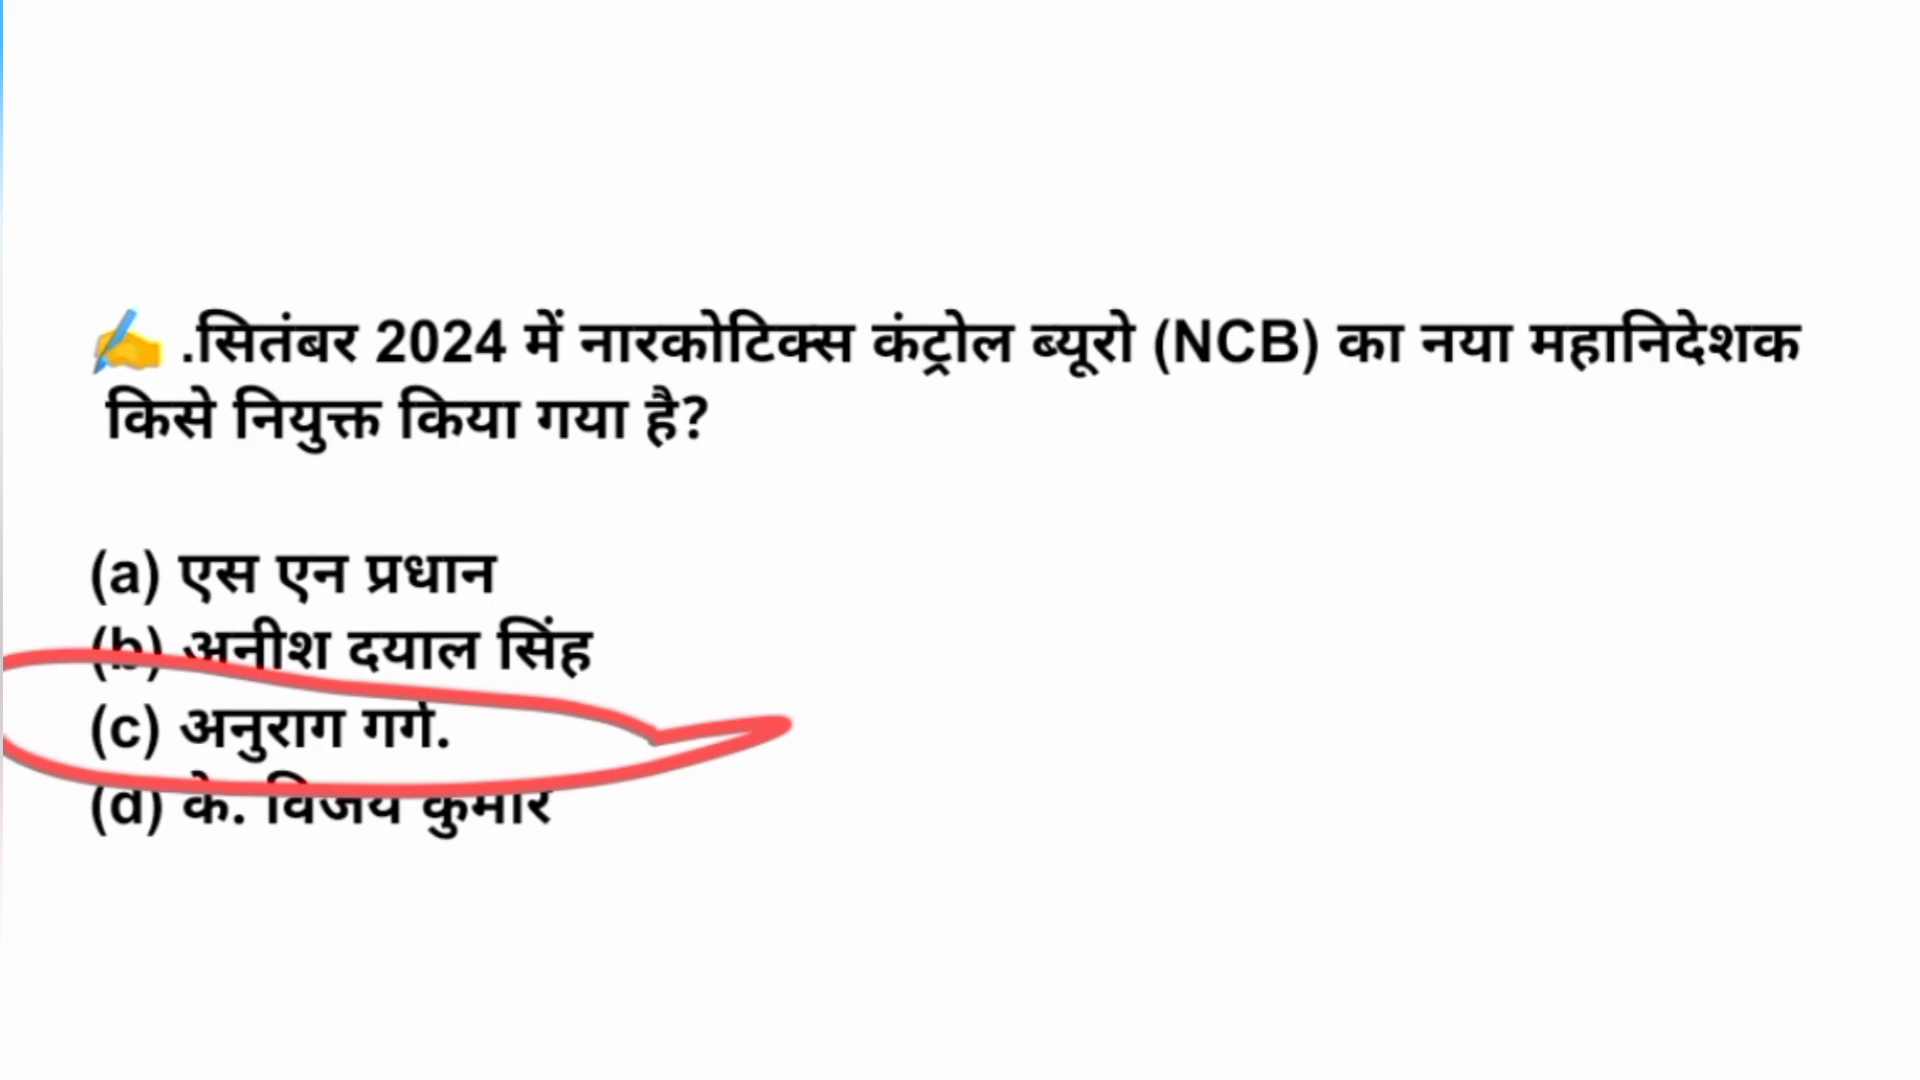 ✍️ .सितंबर 2024 में नारकोटिक्स कंट्रोल ब्यूरो (NCB) का नया महानिदेशक
किसे नियुक्त किया गया है?
(a) एस एन प्रधान
(b) अनीश दयाल सिंह
(c) अनुराग गर्ग.
(d) के. विजय कुमार